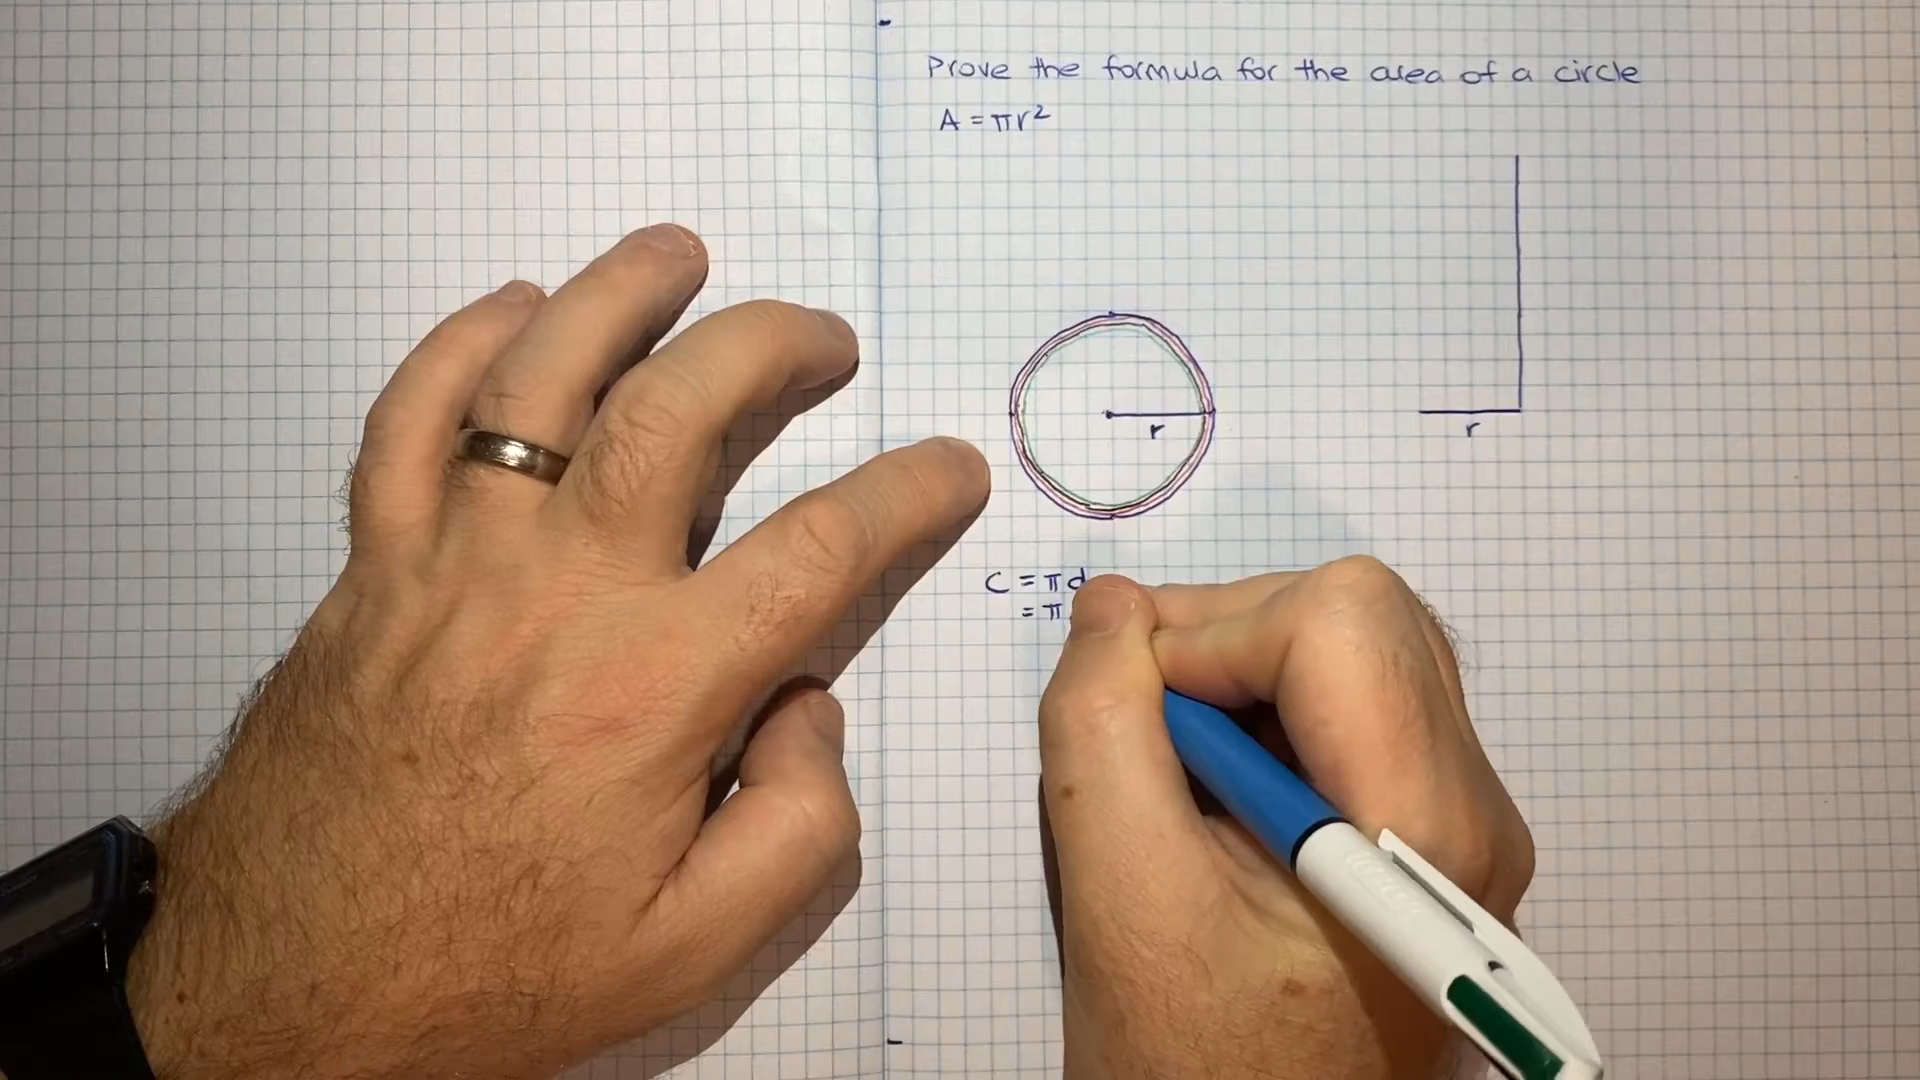 Prove the formula for the area of a circle
A = πr²
r
r
C = πd
= π